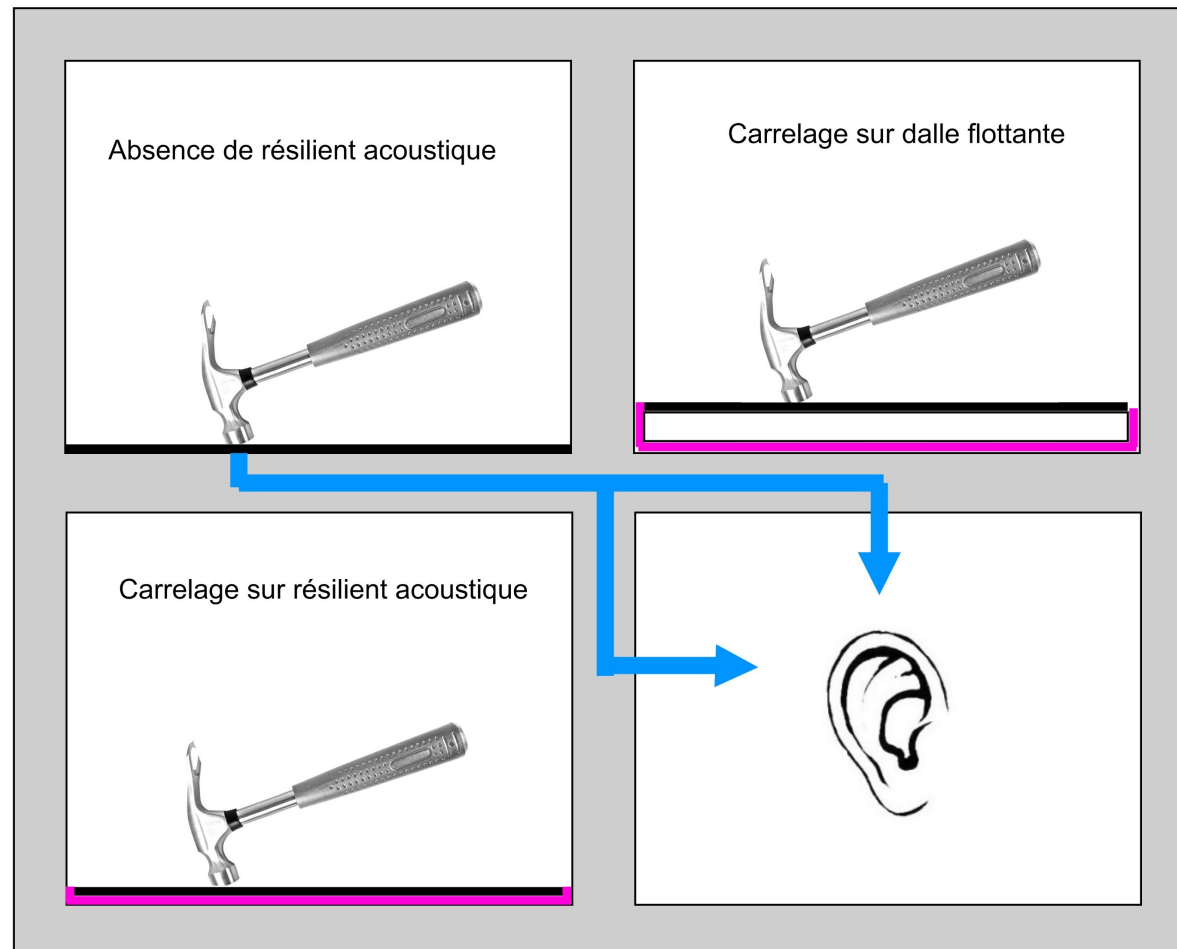 Absence de résilient acoustique
Carrelage sur dalle flottante
Carrelage sur résilient acoustique